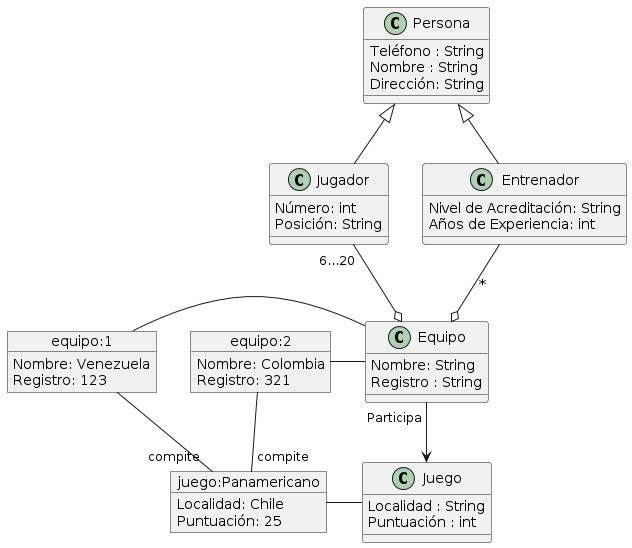 C Persona
Teléfono : String
Nombre : String
Dirección: String
C Jugador
Número: int
Posición: String
C Entrenador
Nivel de Acreditación: String
Años de Experiencia: int
6...20
*
equipo:1
Nombre: Venezuela
Registro: 123
equipo:2
Nombre: Colombia
Registro: 321
C Equipo
Nombre: String
Registro : String
Participa
compite
compite
juego:Panamericano
Localidad: Chile
Puntuación: 25
C Juego
Localidad : String
Puntuación : int